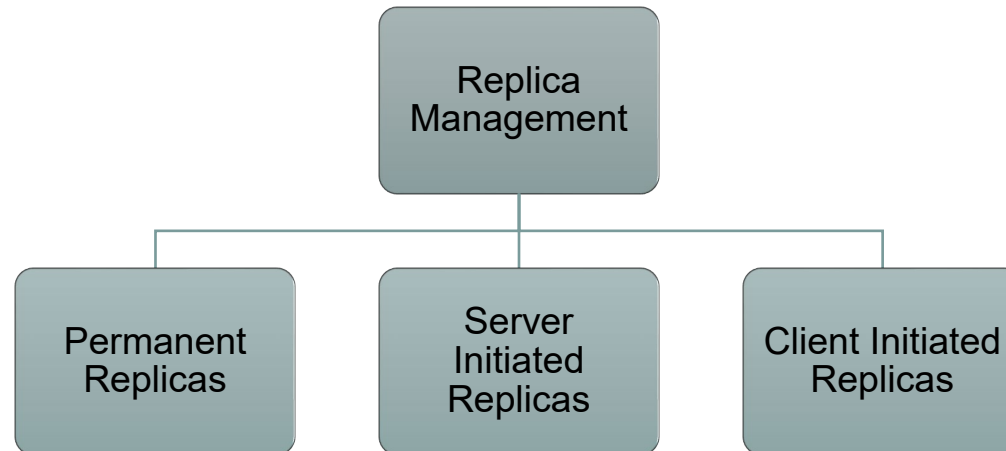 Replica
Management
Permanent
Replicas
Server
Initiated
Replicas
Client Initiated
Replicas